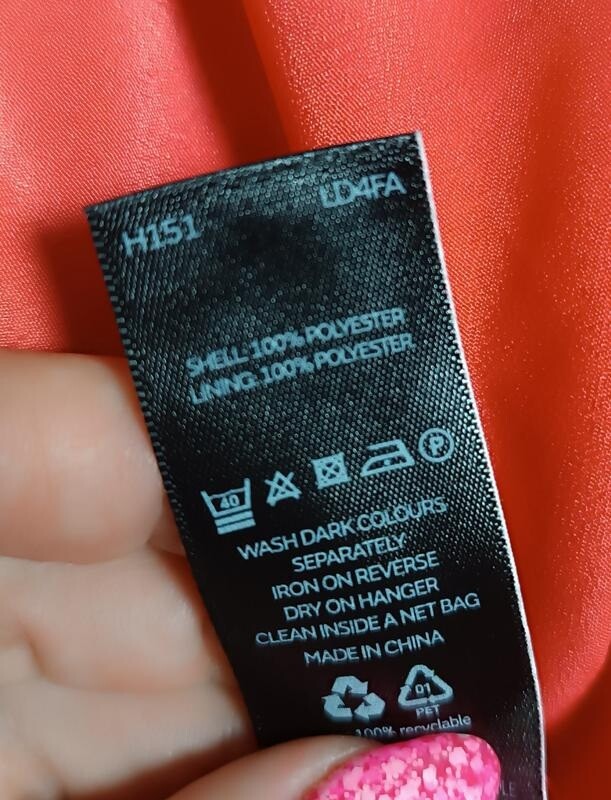 H151 LD4FA
SHELL: 100% POLYESTER
LINING: 100% POLYESTER
40 P
WASH DARK COLOURS
SEPARATELY
IRON ON REVERSE
DRY ON HANGER
CLEAN INSIDE A NET BAG
MADE IN CHINA
01
PET
100% recyclable